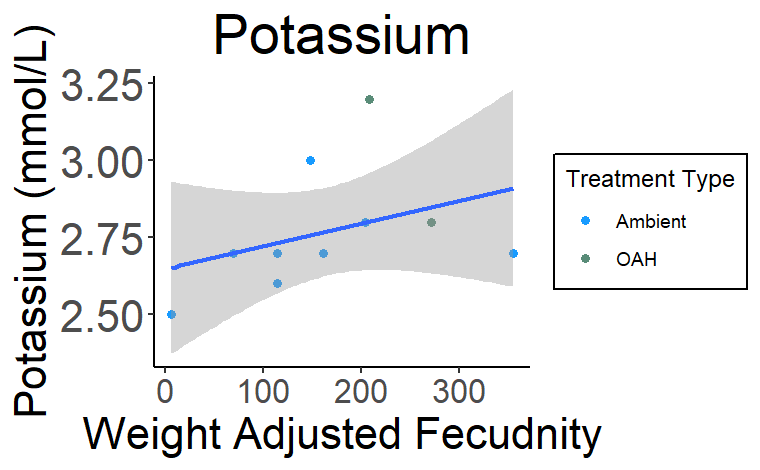 Potassium
Potassium (mmol/L)
3.25
3.00
2.75
2.50
0 100 200 300
Weight Adjusted Fecudnity
Treatment Type
Ambient
OAH